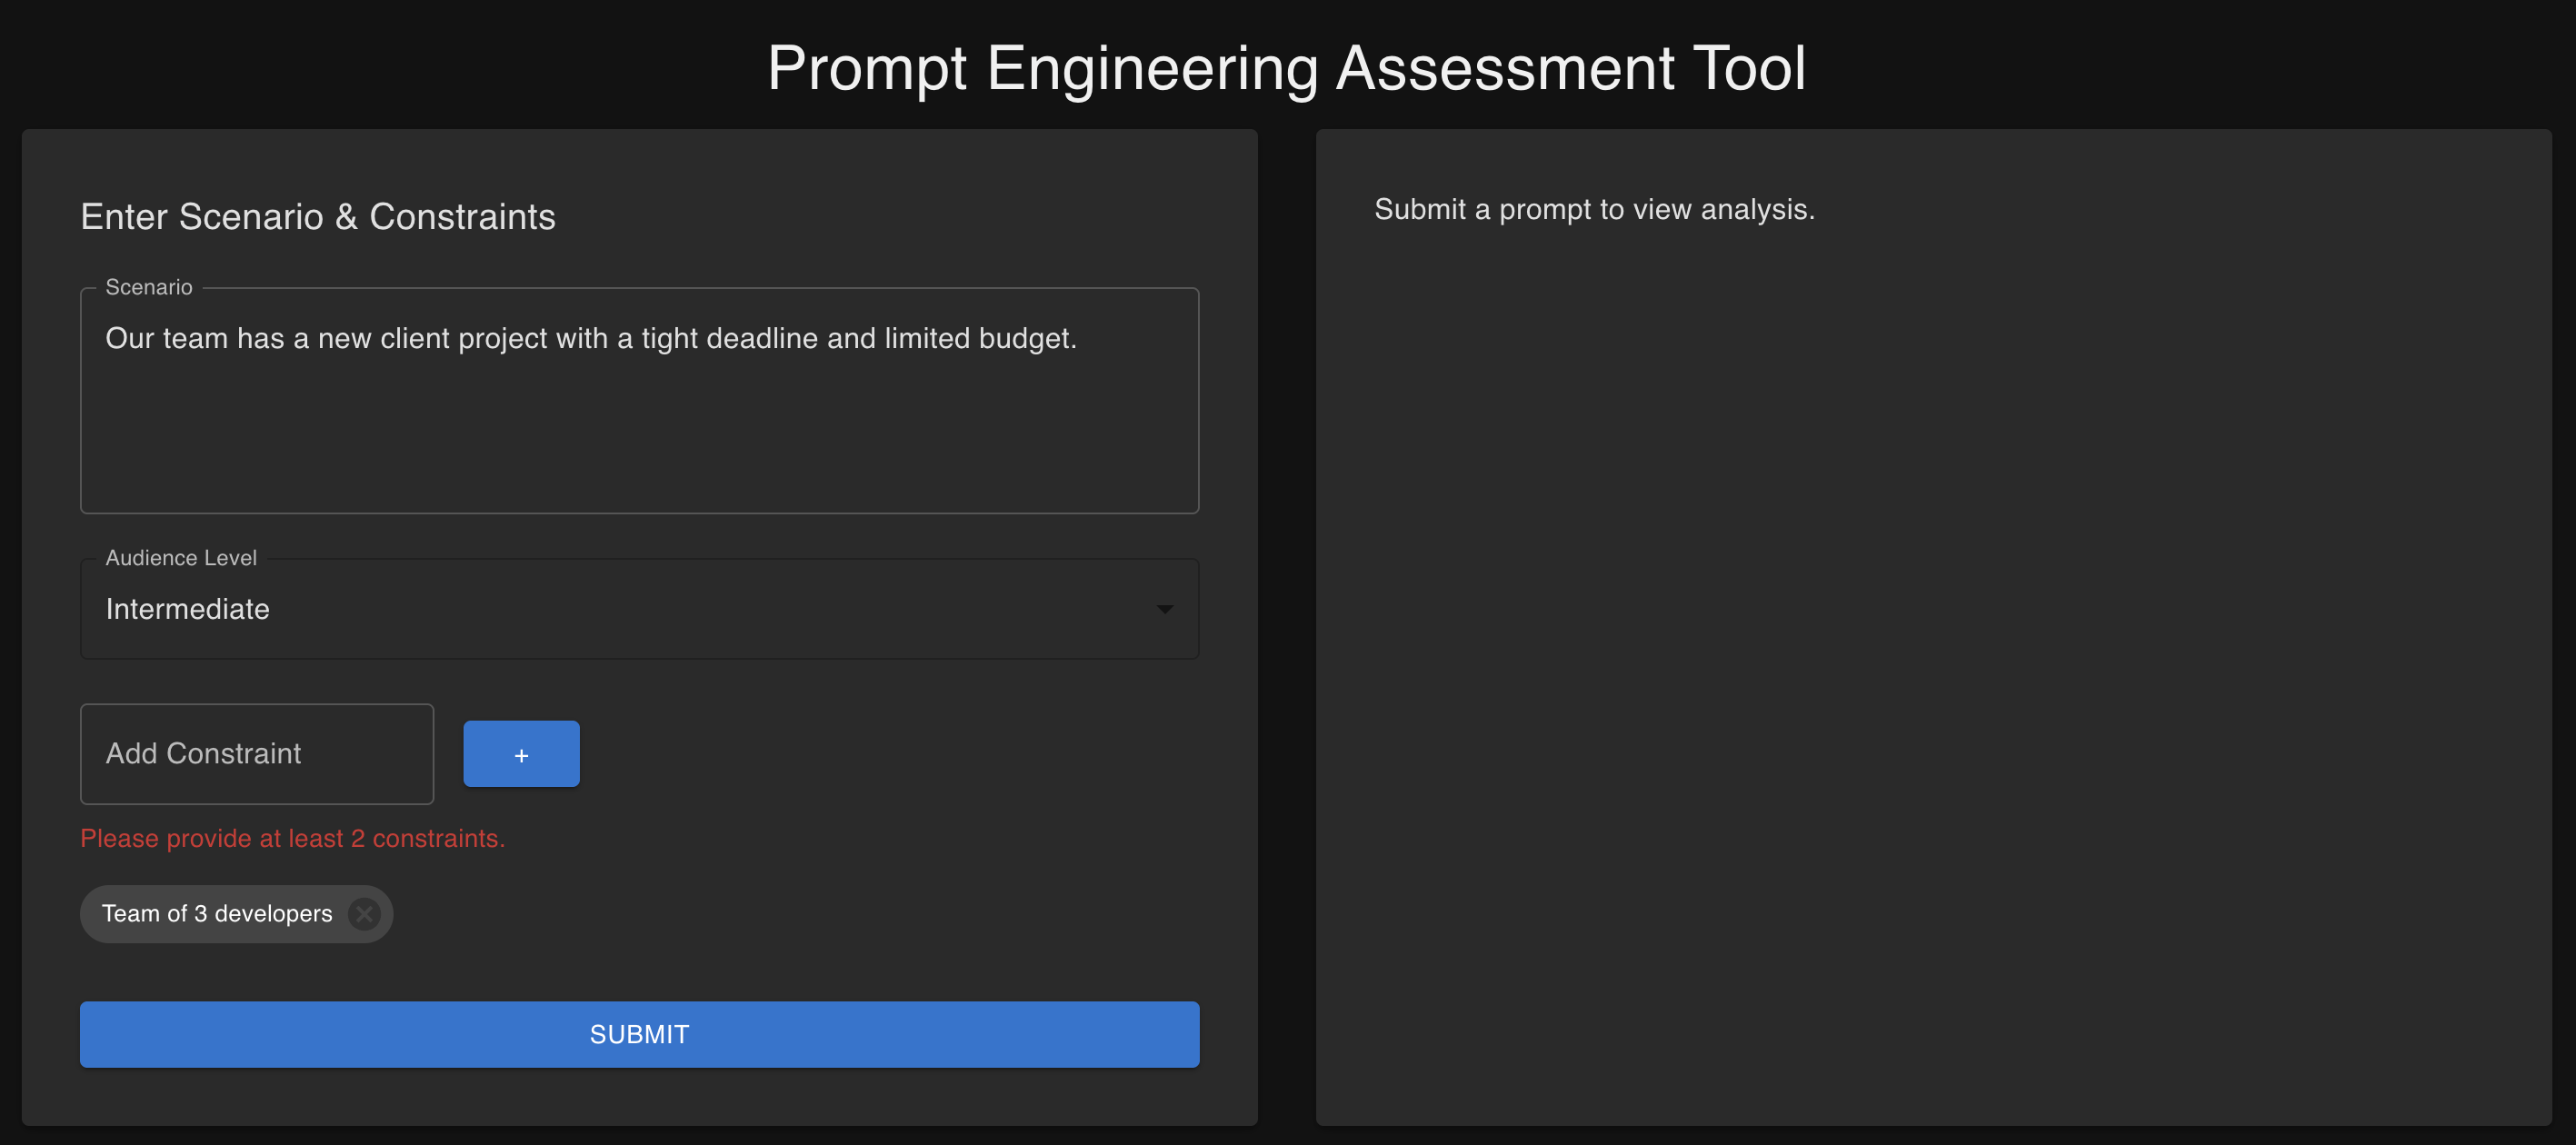 Prompt Engineering Assessment Tool
Enter Scenario & Constraints
Scenario
Our team has a new client project with a tight deadline and limited budget.
Audience Level
Intermediate
Add Constraint
+
Please provide at least 2 constraints.
Team of 3 developers
SUBMIT
Submit a prompt to view analysis.